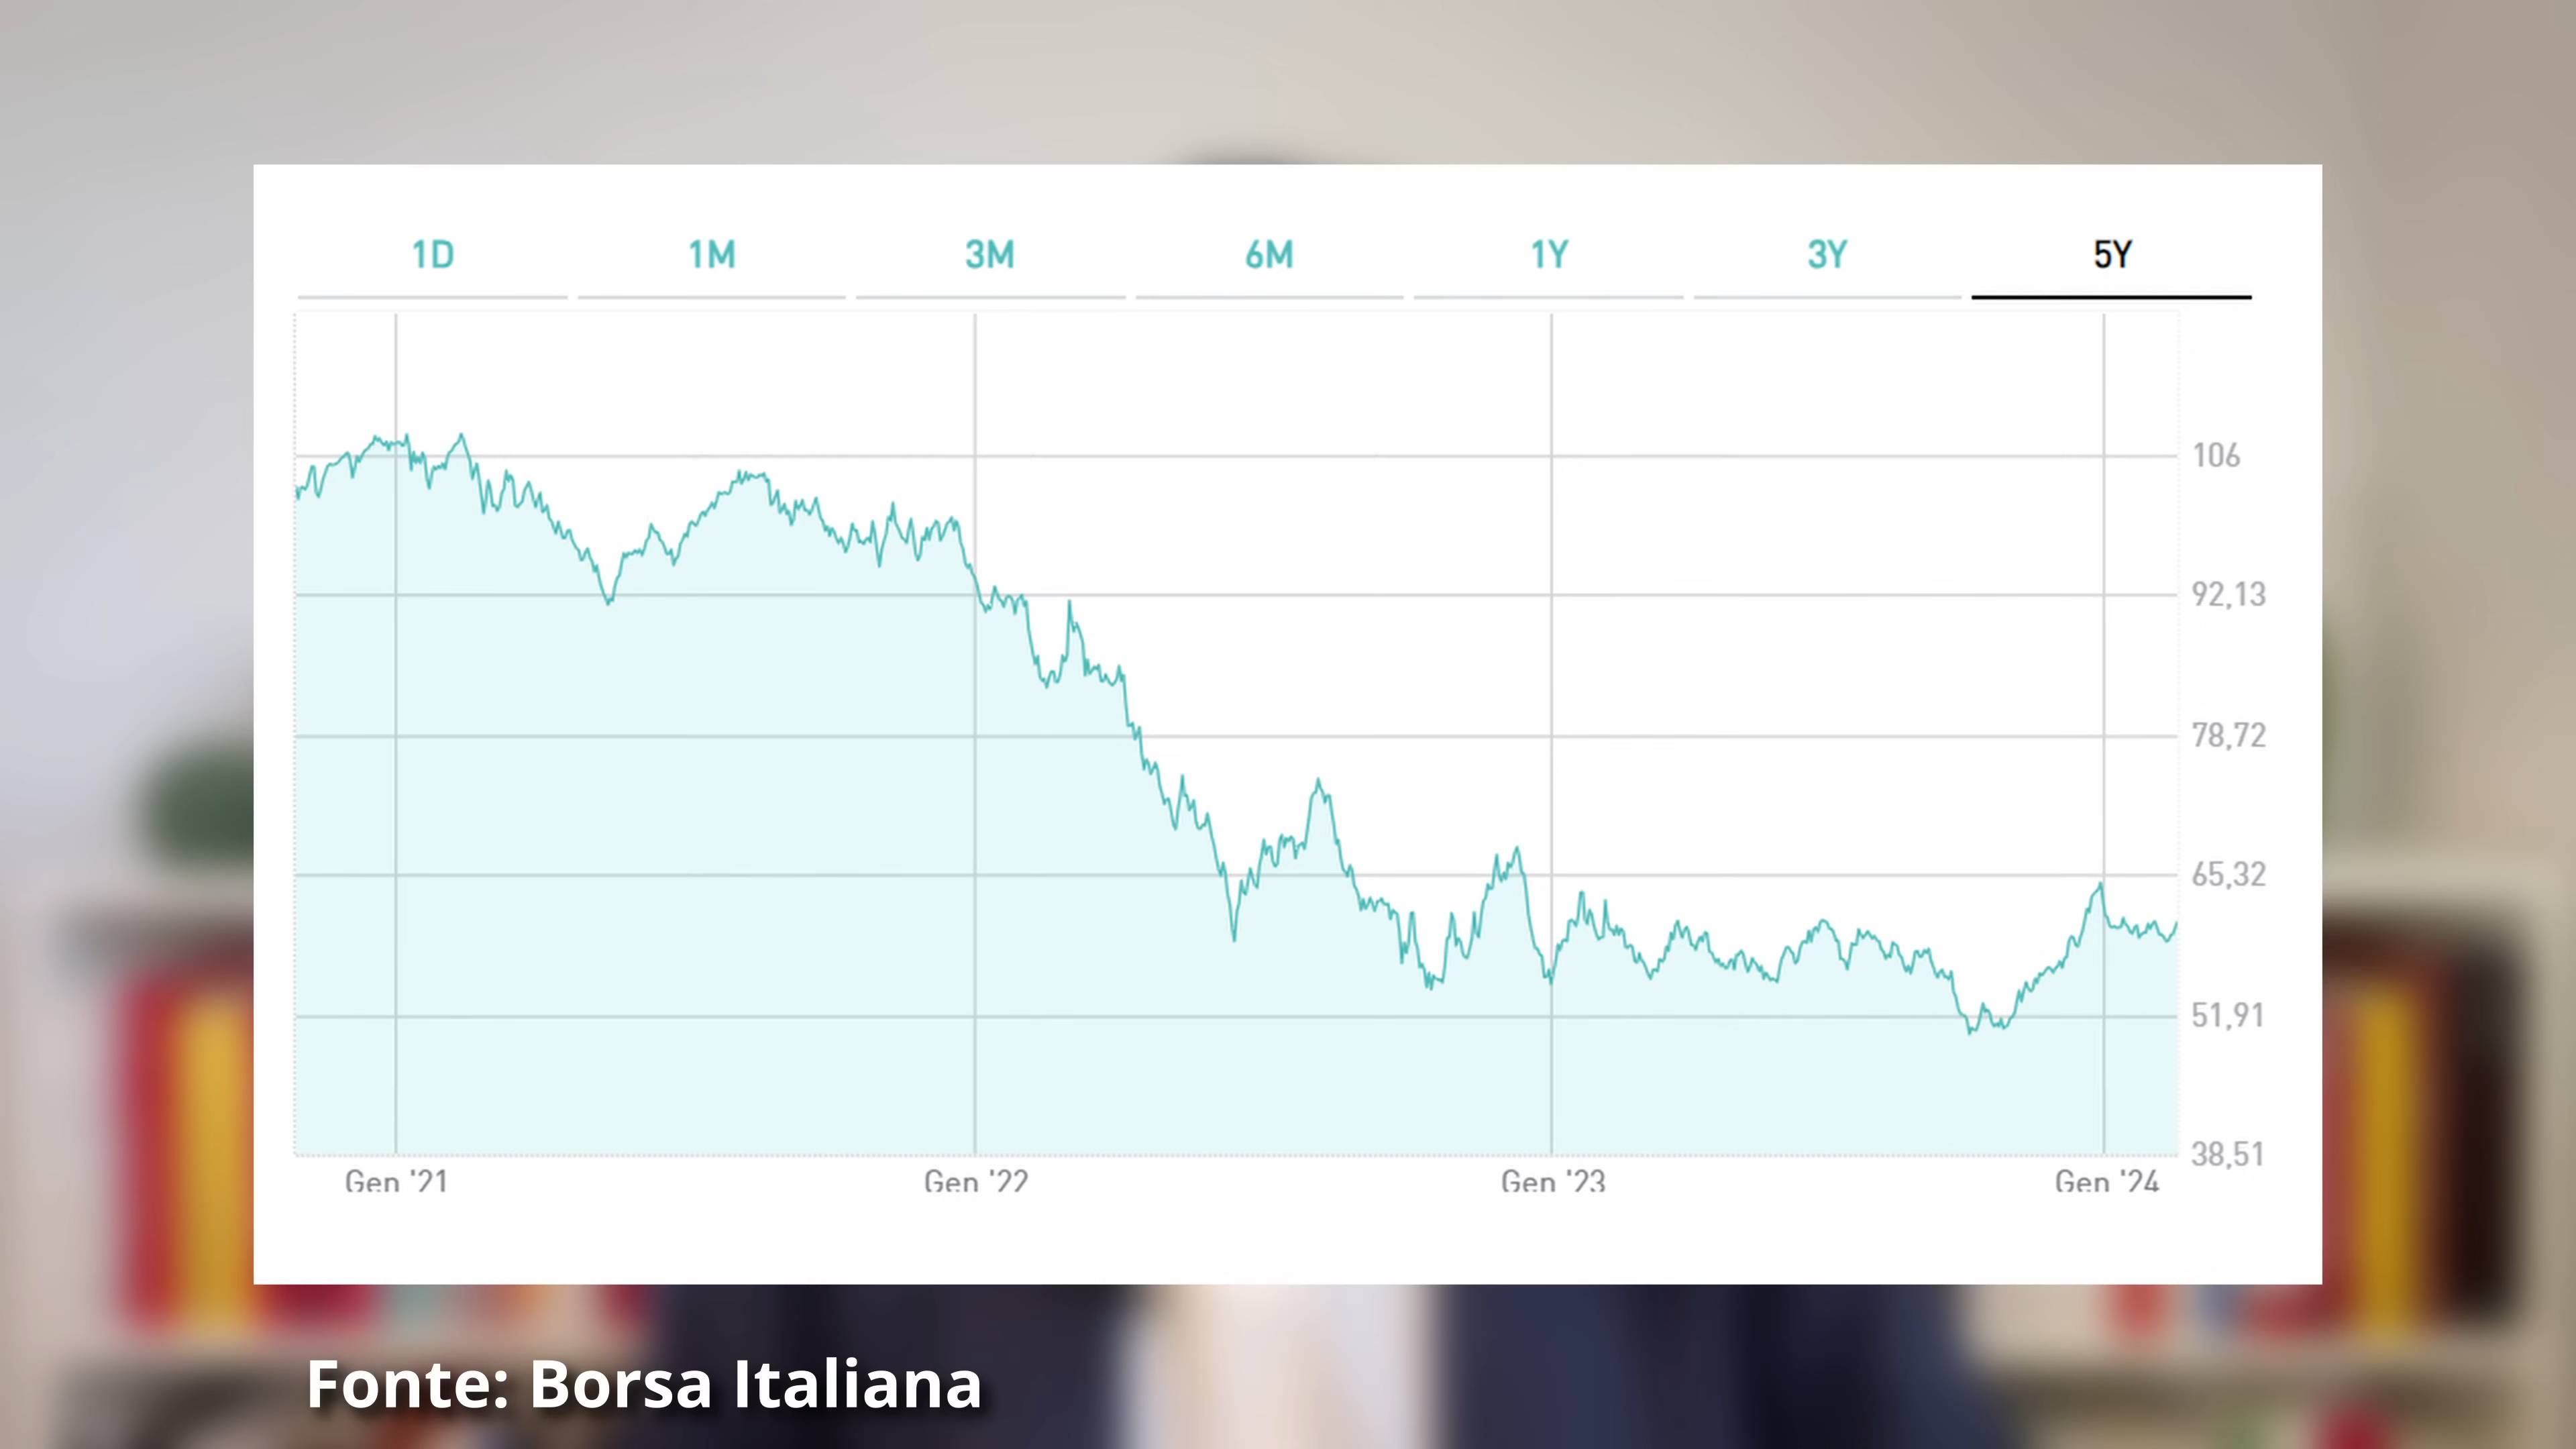 1D 1M 3M 6M 1Y 3Y 5Y
106
92,13
78,72
65,32
51,91
38,51
Gen '21 Gen '22 Gen '23 Gen '24
Fonte: Borsa Italiana